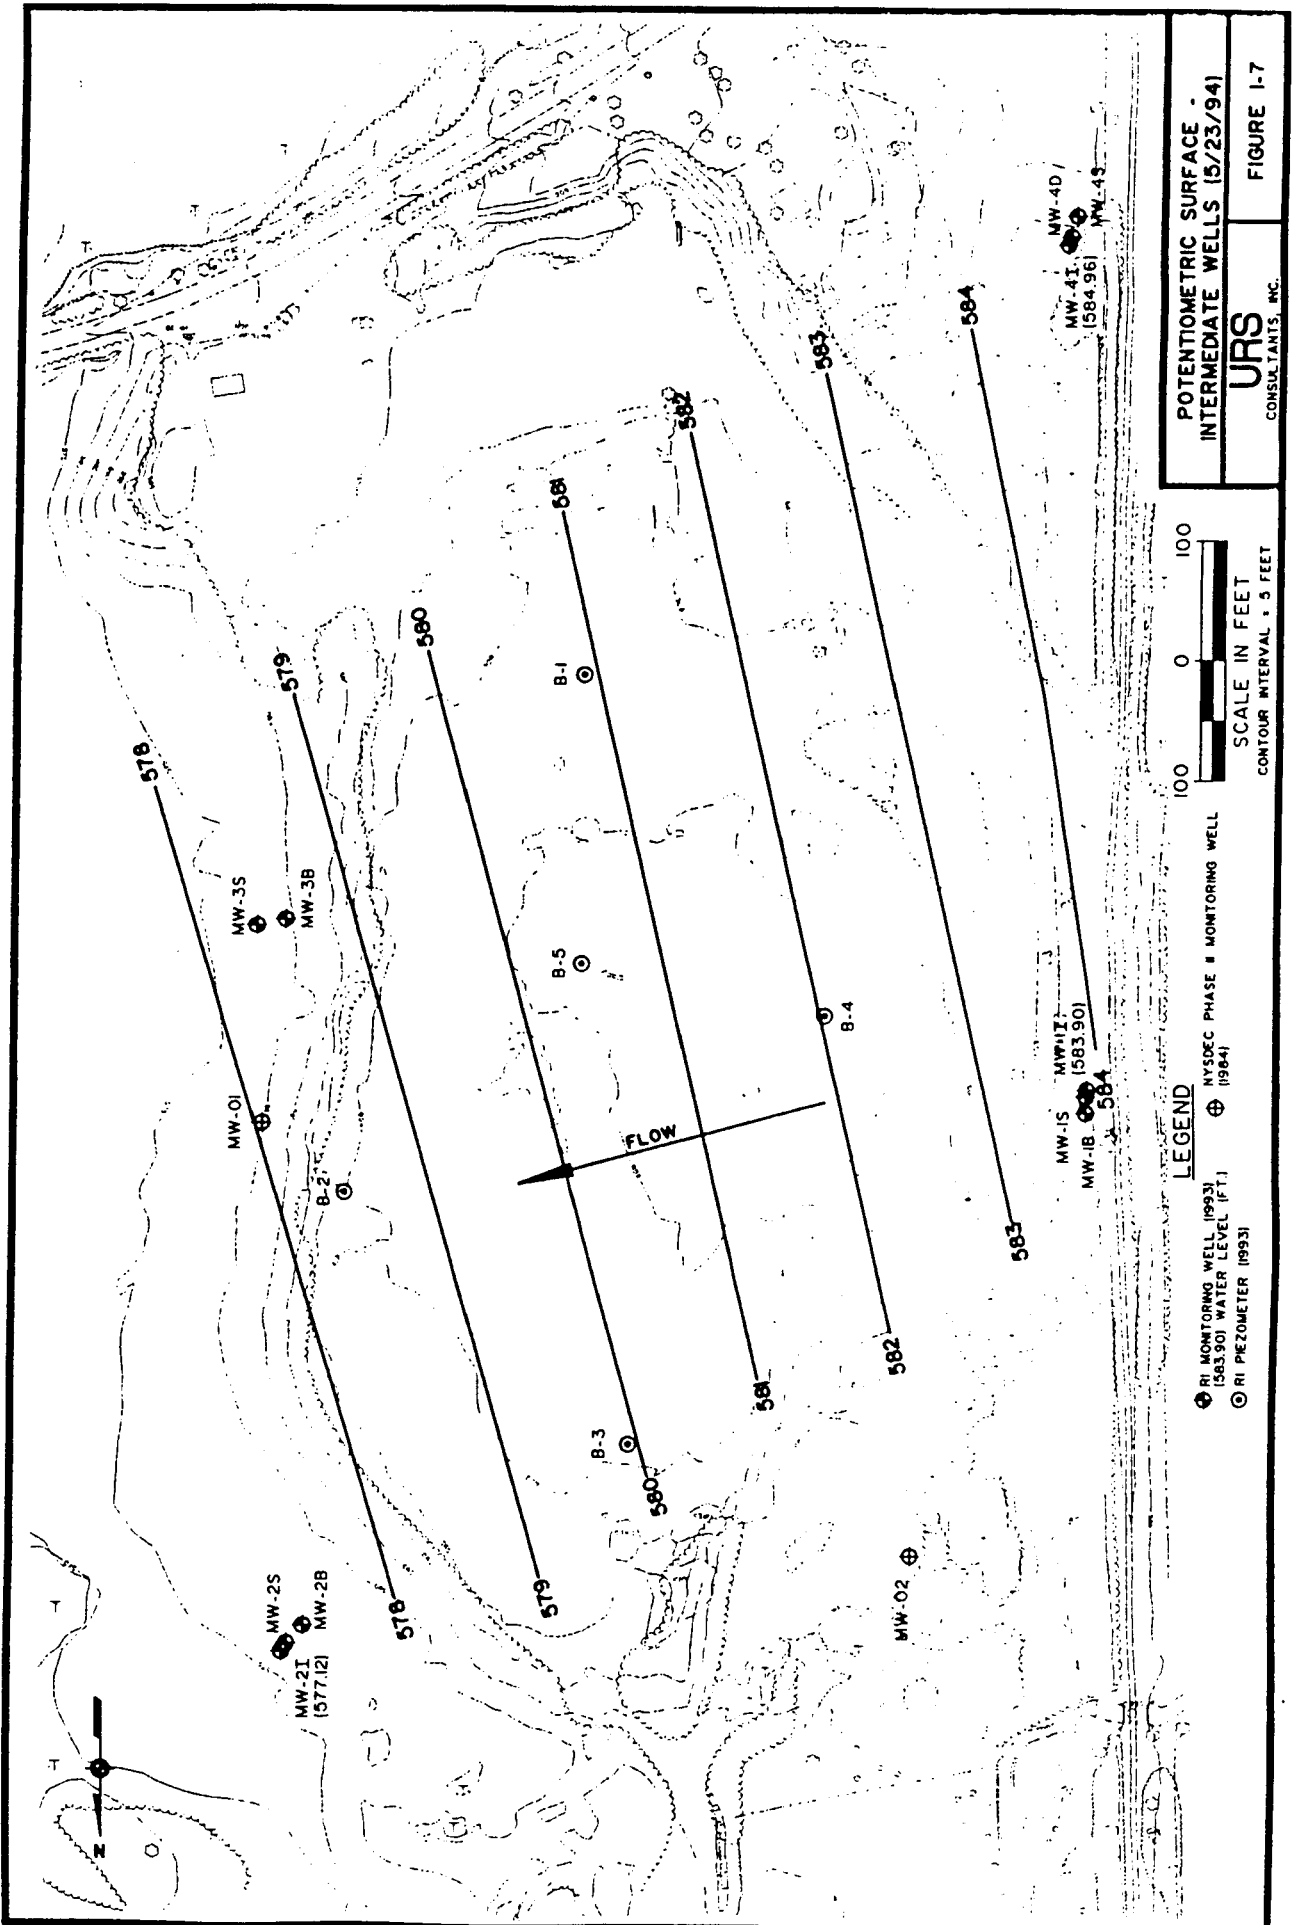 POTENTIOMETRIC SURFACE -
INTERMEDIATE WELLS (5/23/94)
URS
CONSULTANTS, INC.
FIGURE 1-7
N
T
T
T
T
578
578
579
579
580
580
581
581
582
582
583
583
584
584
FLOW
MW-2S
MW-2B
MW-2I
(577.12)
MW-01
MW-3S
MW-3B
B-1
B-2
B-3
B-4
B-5
MW-02
MW-1S
MW-1I
(583.90)
MW-1B
MW-4D
MW-4S
MW-4I
(584.96)
LEGEND
RI MONITORING WELL (1993)
(583.90) WATER LEVEL (FT.)
RI PIEZOMETER (1993)
NYSDEC PHASE II MONITORING WELL
(1984)
100 0 100
SCALE IN FEET
CONTOUR INTERVAL = 5 FEET